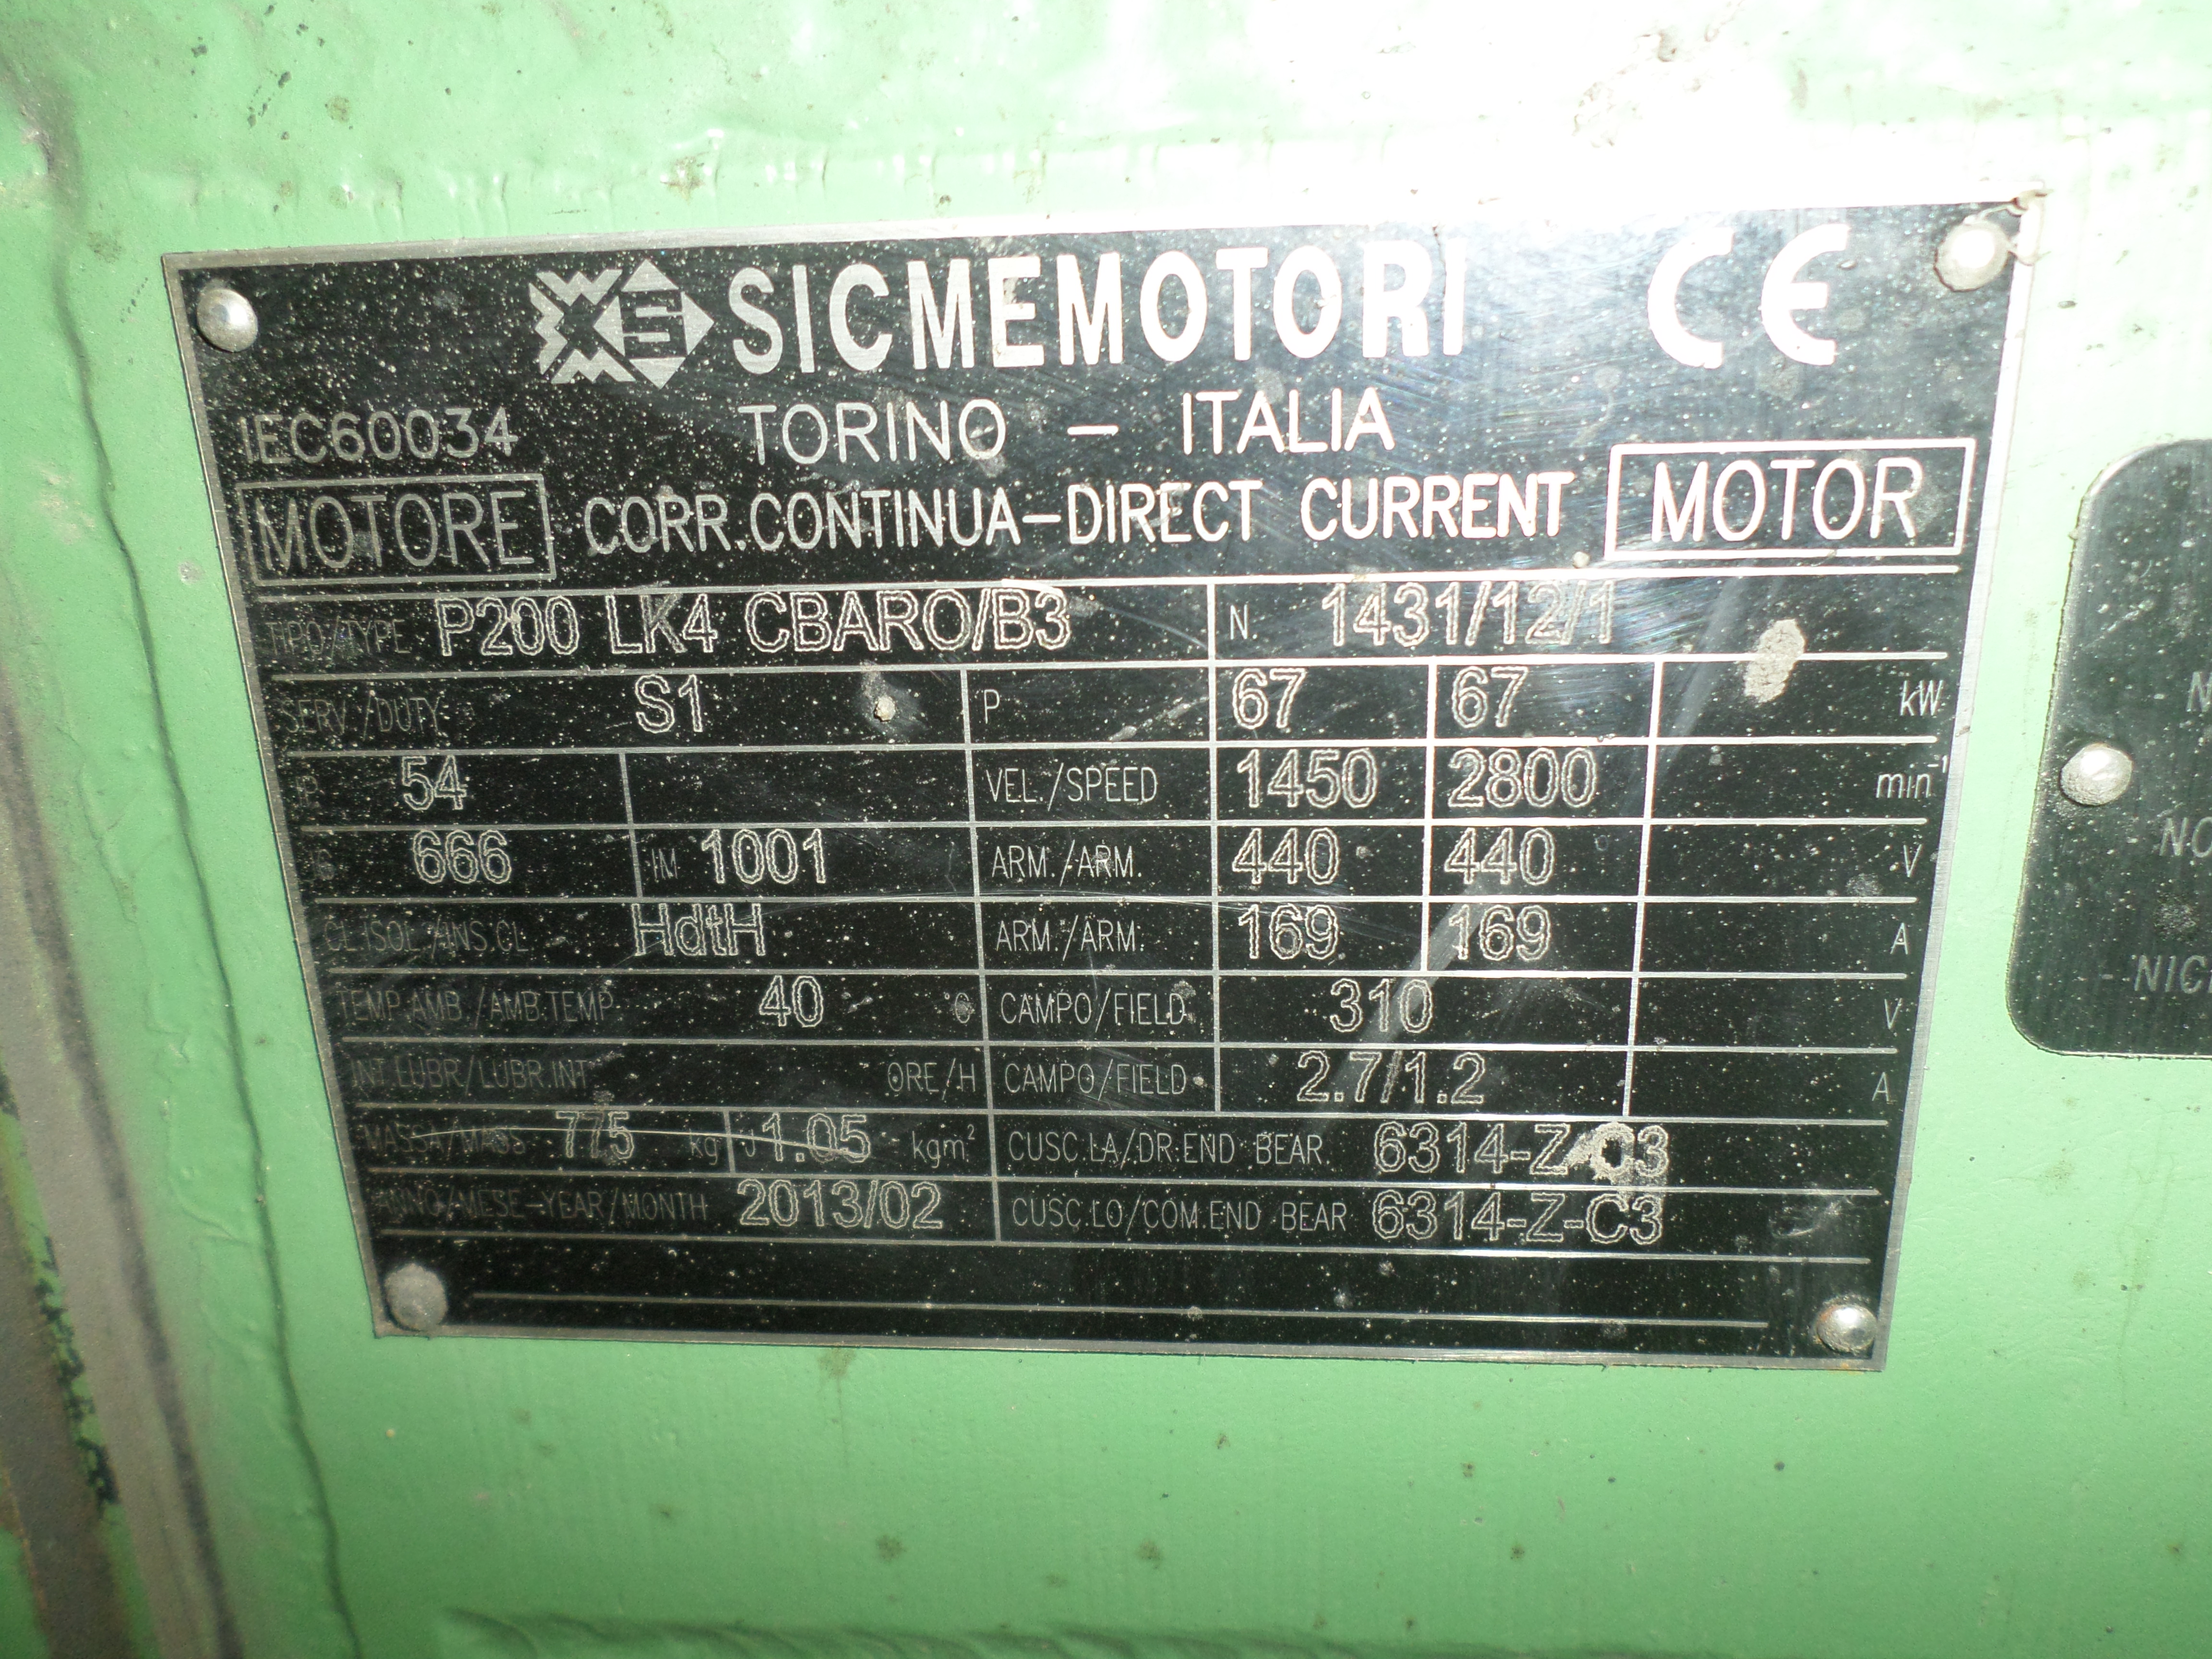 SICMEMOTORI CE
IEC60034 TORINO - ITALIA
MOTORE CORR.CONTINUA-DIRECT CURRENT MOTOR
TIPO/TYPE P200 LK4 CBARO/B3 N. 1431/12/1
SERV./DUTY S1 P 67 67 kW
IP 54 VEL./SPEED 1450 2800 min-1
666 IM 1001 ARM./ARM. 440 440 V
CL.ISOL./INS.CL. HdtH ARM./ARM. 169 169 A
TEMP.AMB./AMB.TEMP. 40 °C CAMPO/FIELD 310 V
INT.LUBR/LUBR.INT ORE/H CAMPO/FIELD 2.7/1.2 A
MASSA/MASS 775 kg J 1.05 kgm² CUSC.LA/DR.END BEAR. 6314-Z-C3
ANNO/MESE-YEAR/MONTH 2013/02 CUSC.LO/COM.END BEAR 6314-Z-C3